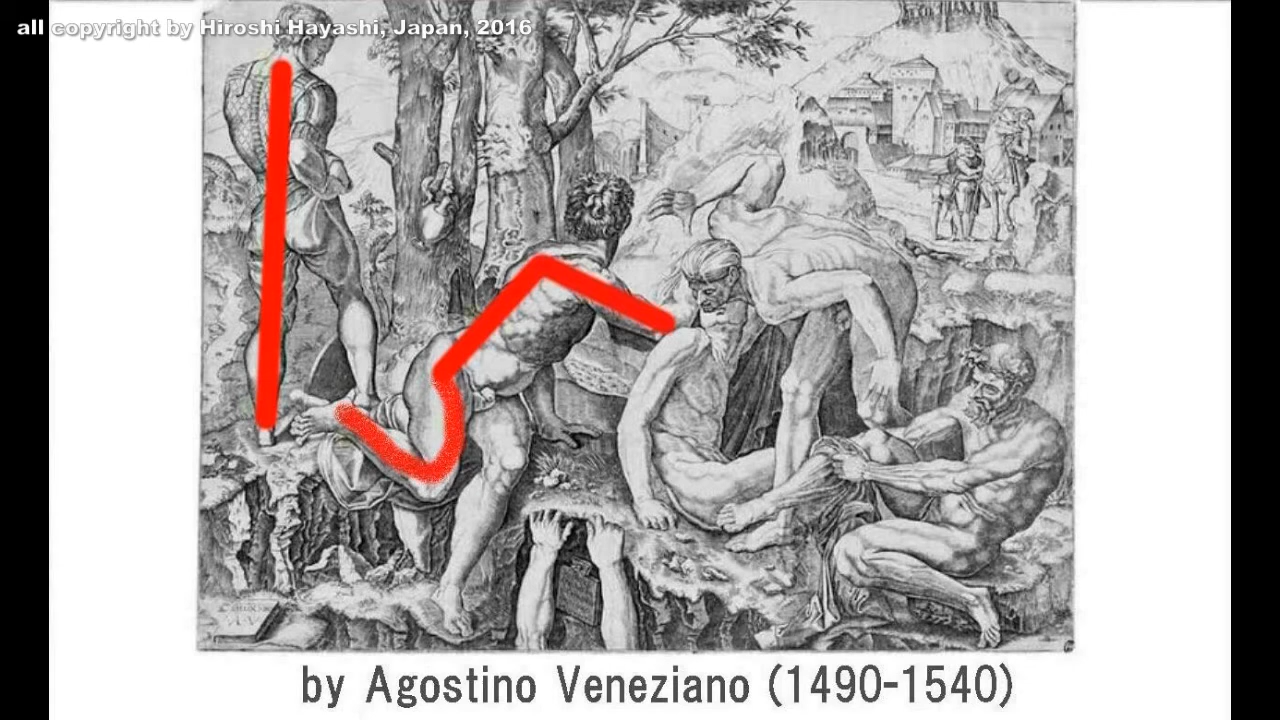 all copyright by Hiroshi Hayashi, Japan, 2016
by Agostino Veneziano (1490-1540)